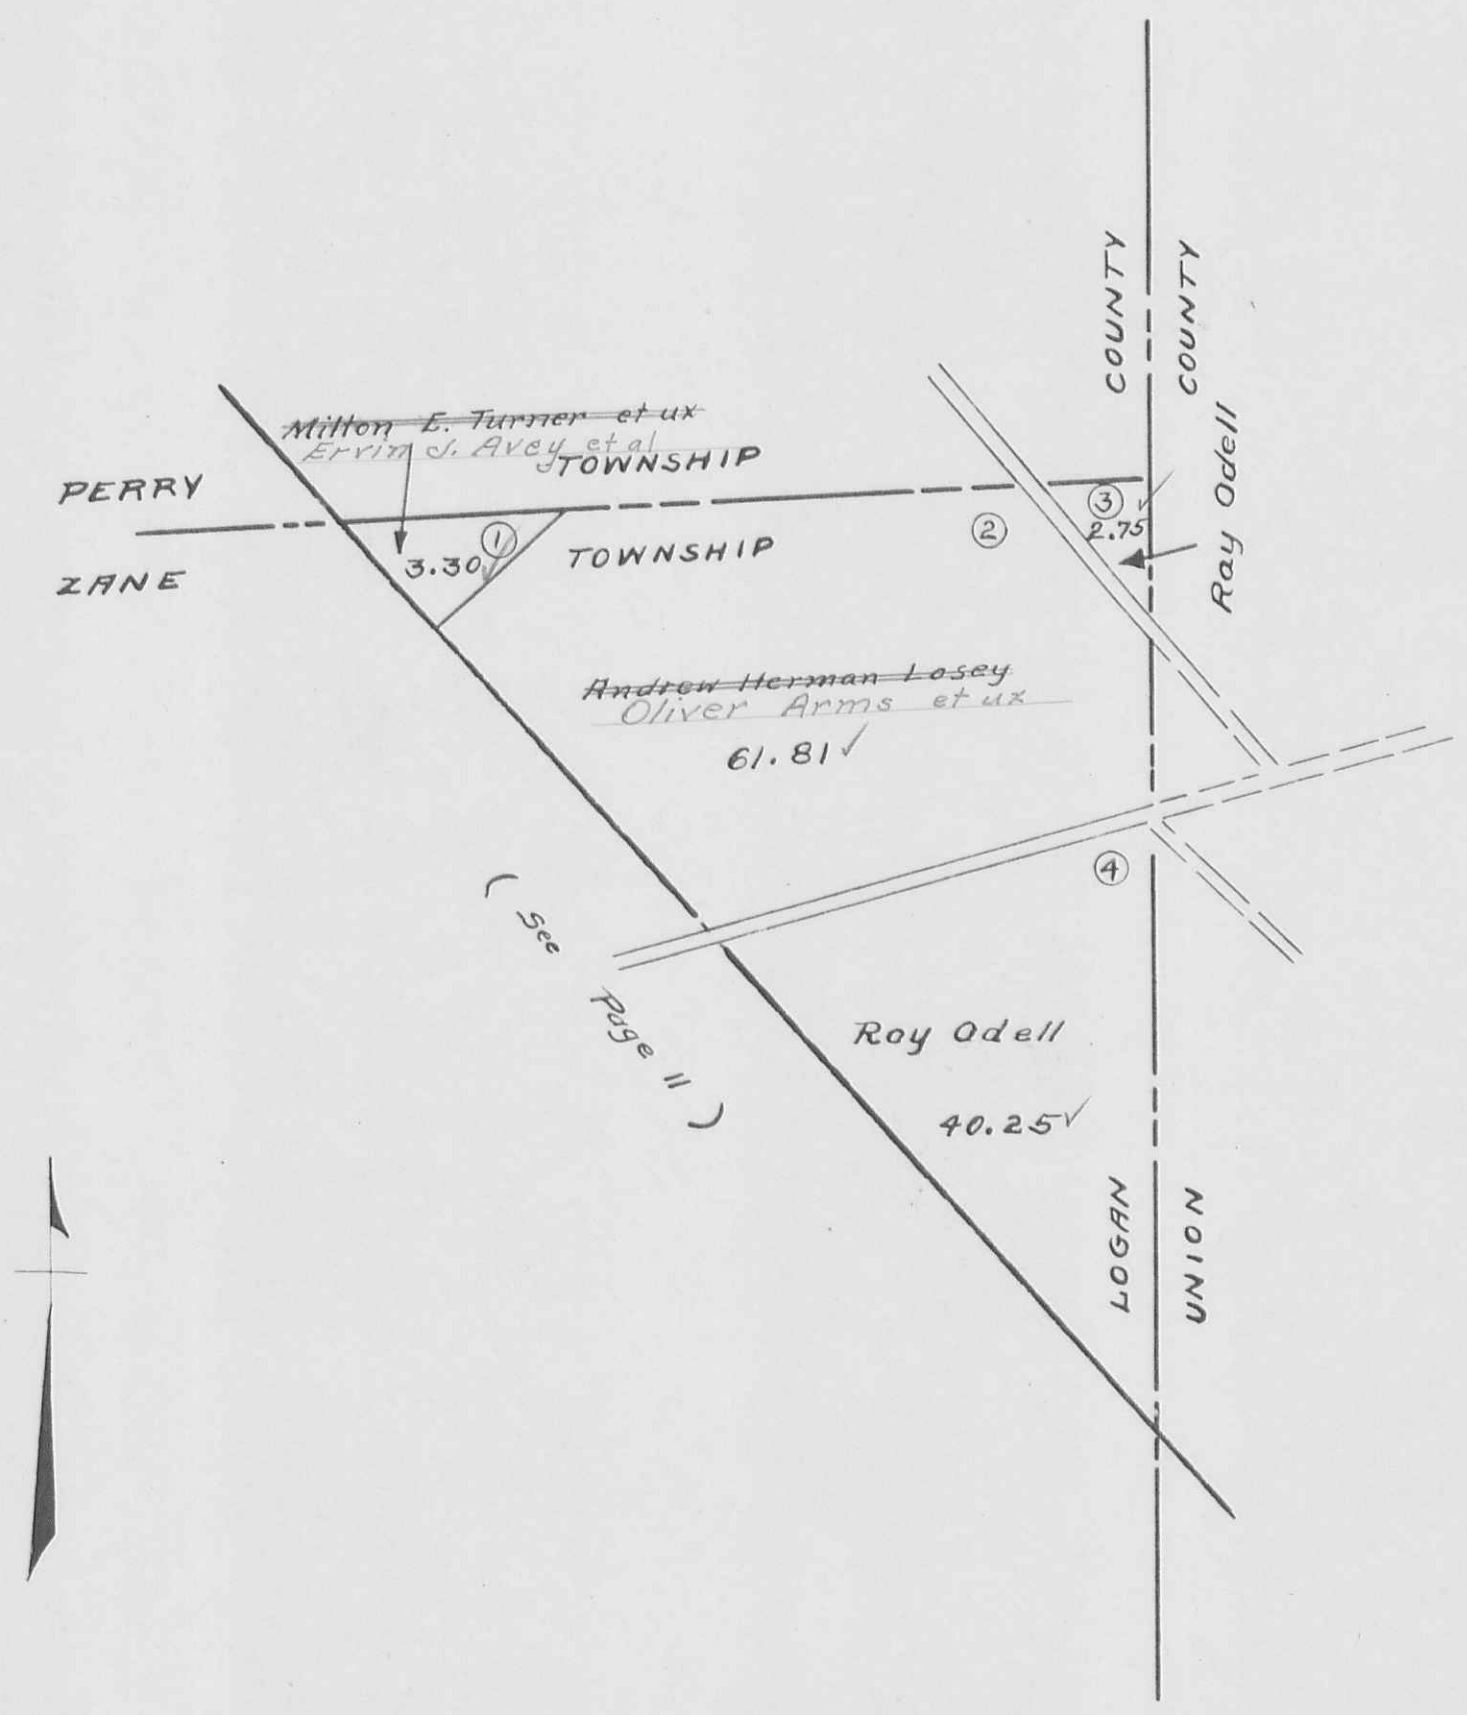 COUNTY
COUNTY
Milton E. Turner et ux
Ervin J. Avey et al
PERRY TOWNSHIP
ZANE TOWNSHIP
1
3.30
2
3
2.75
Ray Odell
Andrew Herman Losey
Oliver Arms et ux
61.81
4
( See Page 11 )
Ray Odell
40.25
LOGAN
UNION